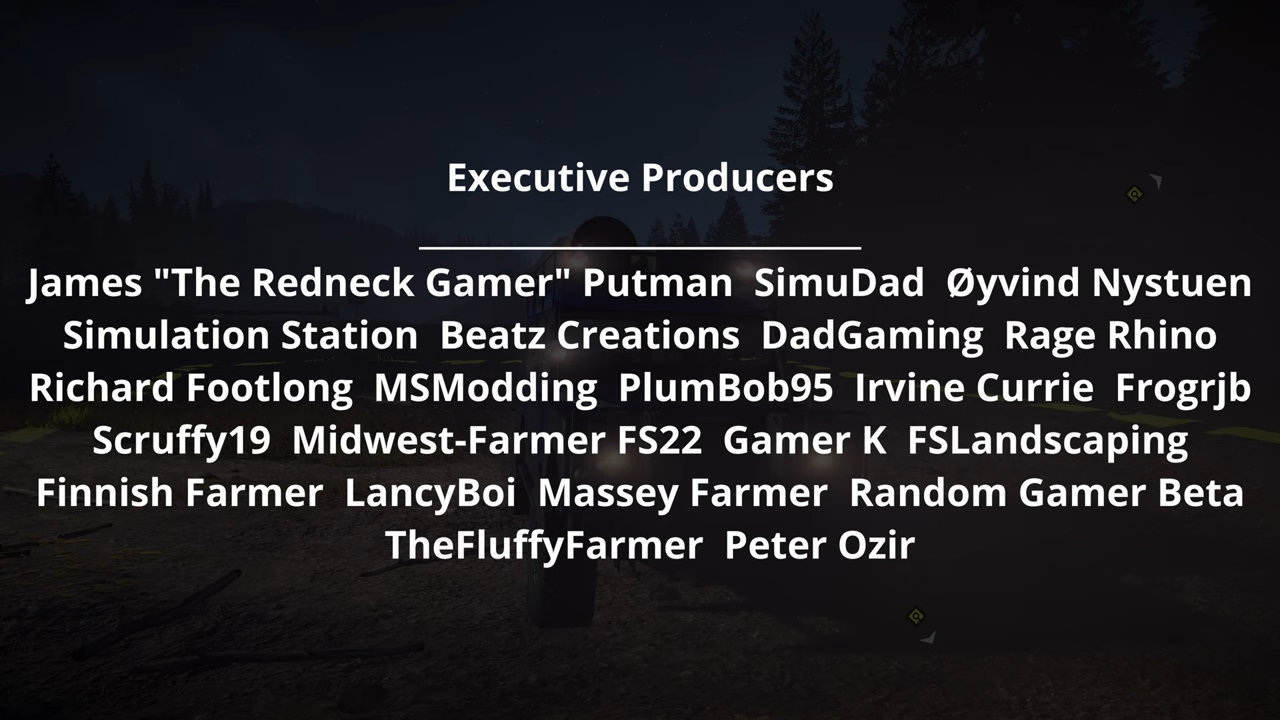 Executive Producers
James "The Redneck Gamer" Putman SimuDad Øyvind Nystuen
Simulation Station Beatz Creations DadGaming Rage Rhino
Richard Footlong MSModding PlumBob95 Irvine Currie Frogrjb
Scruffy19 Midwest-Farmer FS22 Gamer K FSLandscaping
Finnish Farmer LancyBoi Massey Farmer Random Gamer Beta
TheFluffyFarmer Peter Ozir